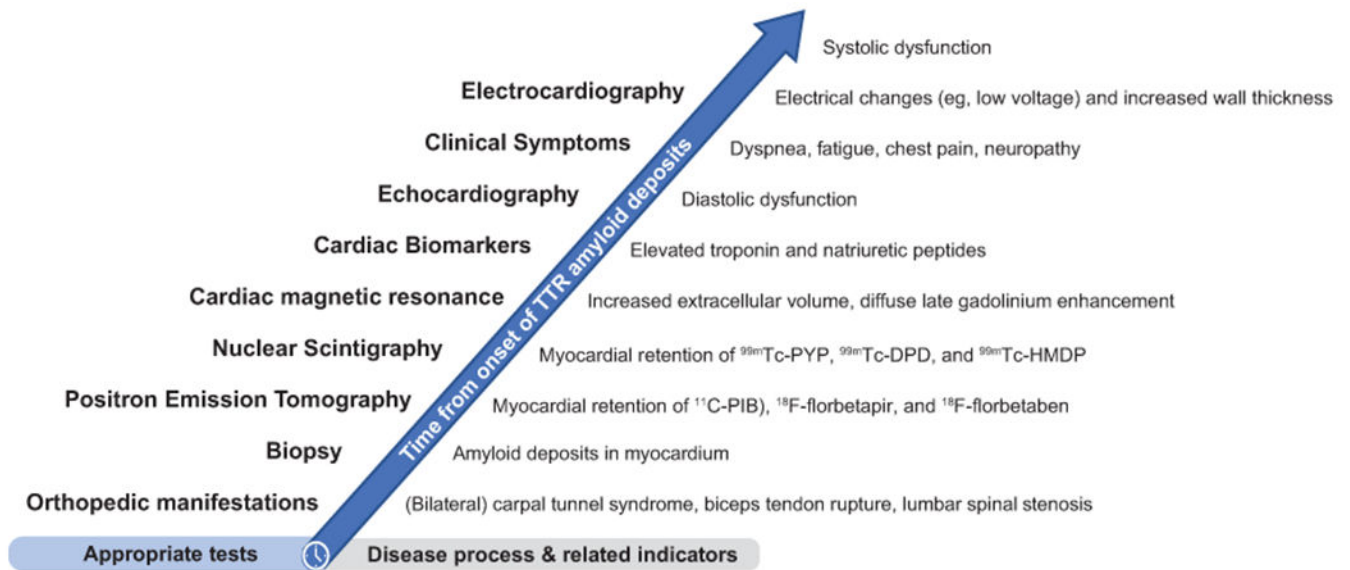 Systolic dysfunction
Electrocardiography
Electrical changes (eg, low voltage) and increased wall thickness
Clinical Symptoms
Dyspnea, fatigue, chest pain, neuropathy
Echocardiography
Diastolic dysfunction
Cardiac Biomarkers
Elevated troponin and natriuretic peptides
Cardiac magnetic resonance
Increased extracellular volume, diffuse late gadolinium enhancement
Nuclear Scintigraphy
Myocardial retention of ⁹⁹ᵐTc-PYP, ⁹⁹ᵐTc-DPD, and ⁹⁹ᵐTc-HMDP
Positron Emission Tomography
Myocardial retention of ¹¹C-PIB), ¹⁸F-florbetapir, and ¹⁸F-florbetaben
Biopsy
Amyloid deposits in myocardium
Orthopedic manifestations
(Bilateral) carpal tunnel syndrome, biceps tendon rupture, lumbar spinal stenosis
Time from onset of TTR amyloid deposits
Appropriate tests
Disease process & related indicators